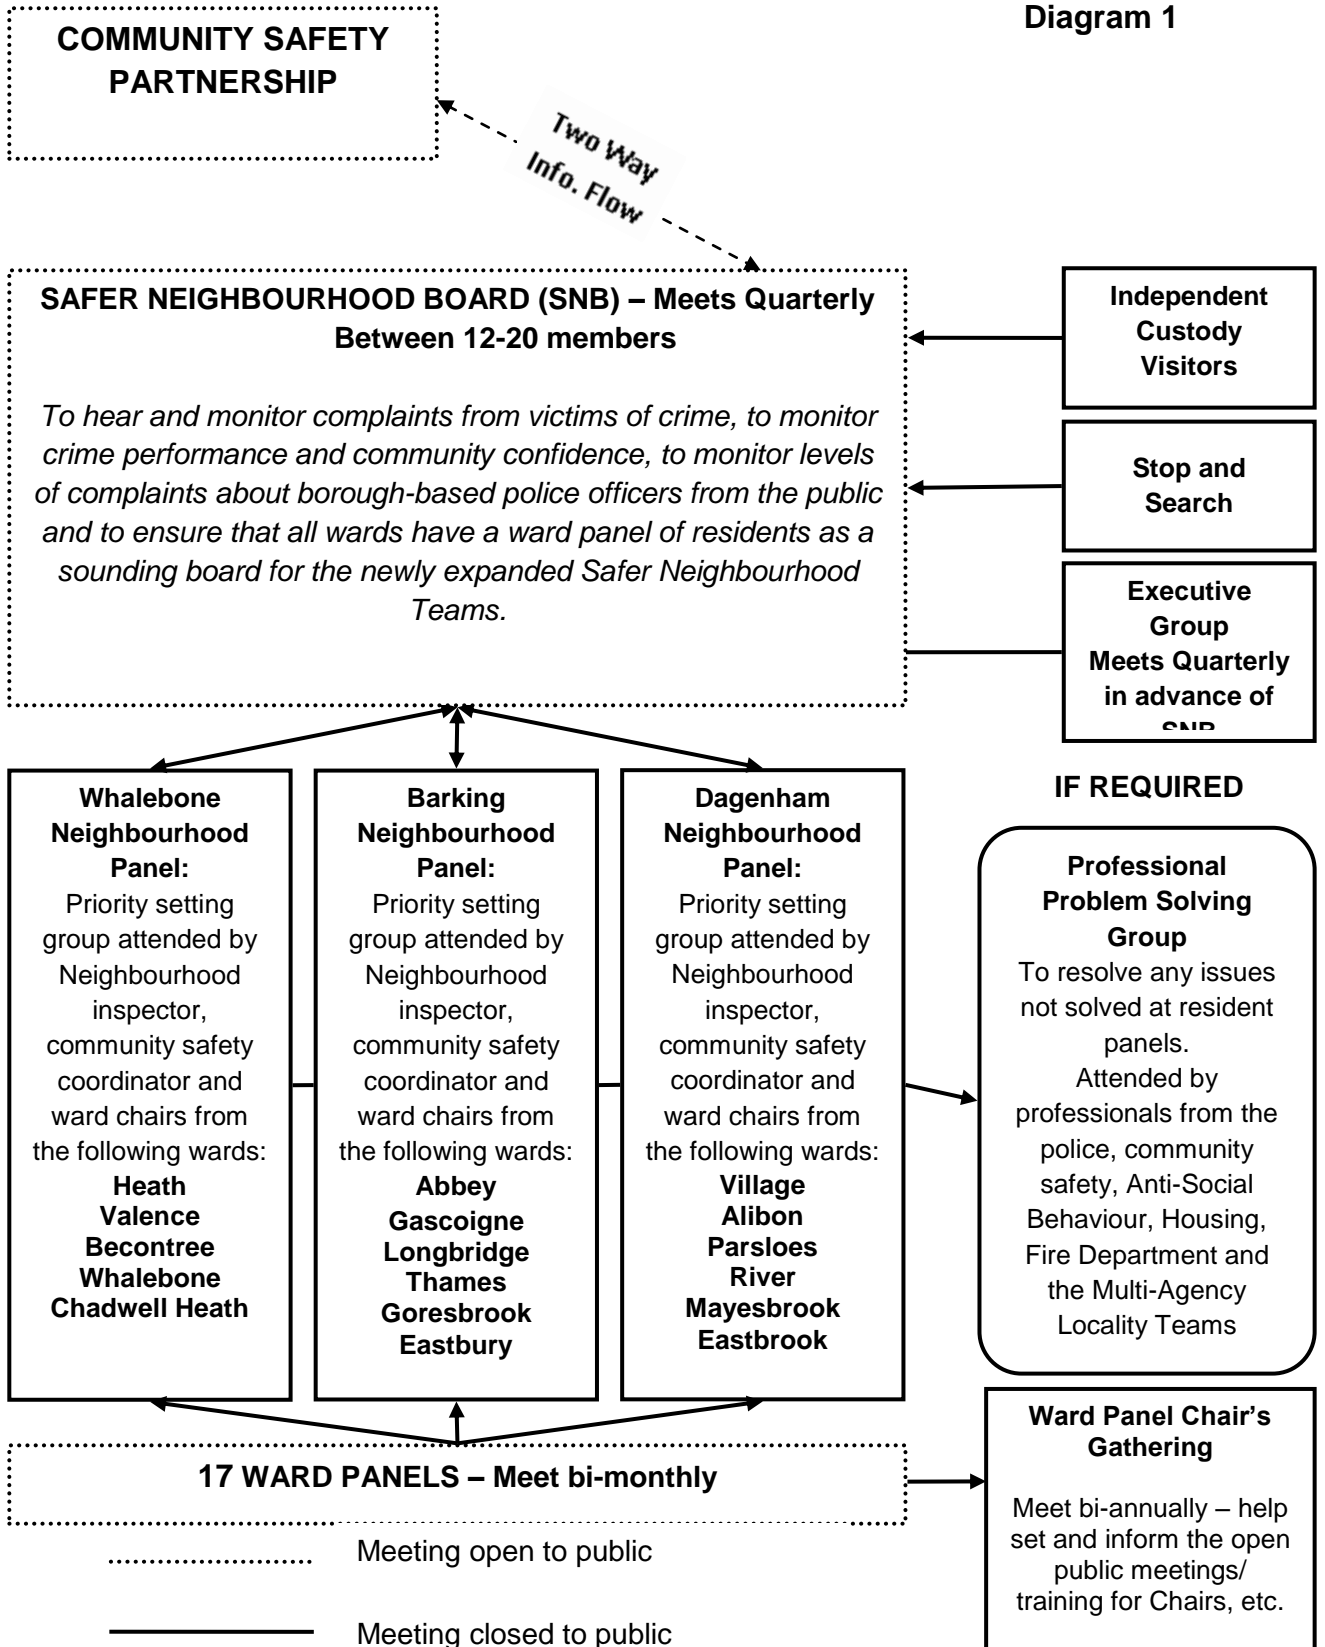 Diagram 1
COMMUNITY SAFETY
PARTNERSHIP
Two Way
Info. Flow
SAFER NEIGHBOURHOOD BOARD (SNB) – Meets Quarterly
Between 12-20 members
To hear and monitor complaints from victims of crime, to monitor
crime performance and community confidence, to monitor levels
of complaints about borough-based police officers from the public
and to ensure that all wards have a ward panel of residents as a
sounding board for the newly expanded Safer Neighbourhood
Teams.
Independent
Custody
Visitors
Stop and
Search
Executive
Group
Meets Quarterly
in advance of
SNB
Whalebone
Neighbourhood
Panel:
Priority setting
group attended by
Neighbourhood
inspector,
community safety
coordinator and
ward chairs from
the following wards:
Heath
Valence
Becontree
Whalebone
Chadwell Heath
Barking
Neighbourhood
Panel:
Priority setting
group attended by
Neighbourhood
inspector,
community safety
coordinator and
ward chairs from
the following wards:
Abbey
Gascoigne
Longbridge
Thames
Goresbrook
Eastbury
Dagenham
Neighbourhood
Panel:
Priority setting
group attended by
Neighbourhood
inspector,
community safety
coordinator and
ward chairs from
the following wards:
Village
Alibon
Parsloes
River
Mayesbrook
Eastbrook
IF REQUIRED
Professional
Problem Solving
Group
To resolve any issues
not solved at resident
panels.
Attended by
professionals from the
police, community
safety, Anti-Social
Behaviour, Housing,
Fire Department and
the Multi-Agency
Locality Teams
17 WARD PANELS – Meet bi-monthly
Ward Panel Chair's
Gathering
Meet bi-annually – help
set and inform the open
public meetings/
training for Chairs, etc.
Meeting open to public
Meeting closed to public